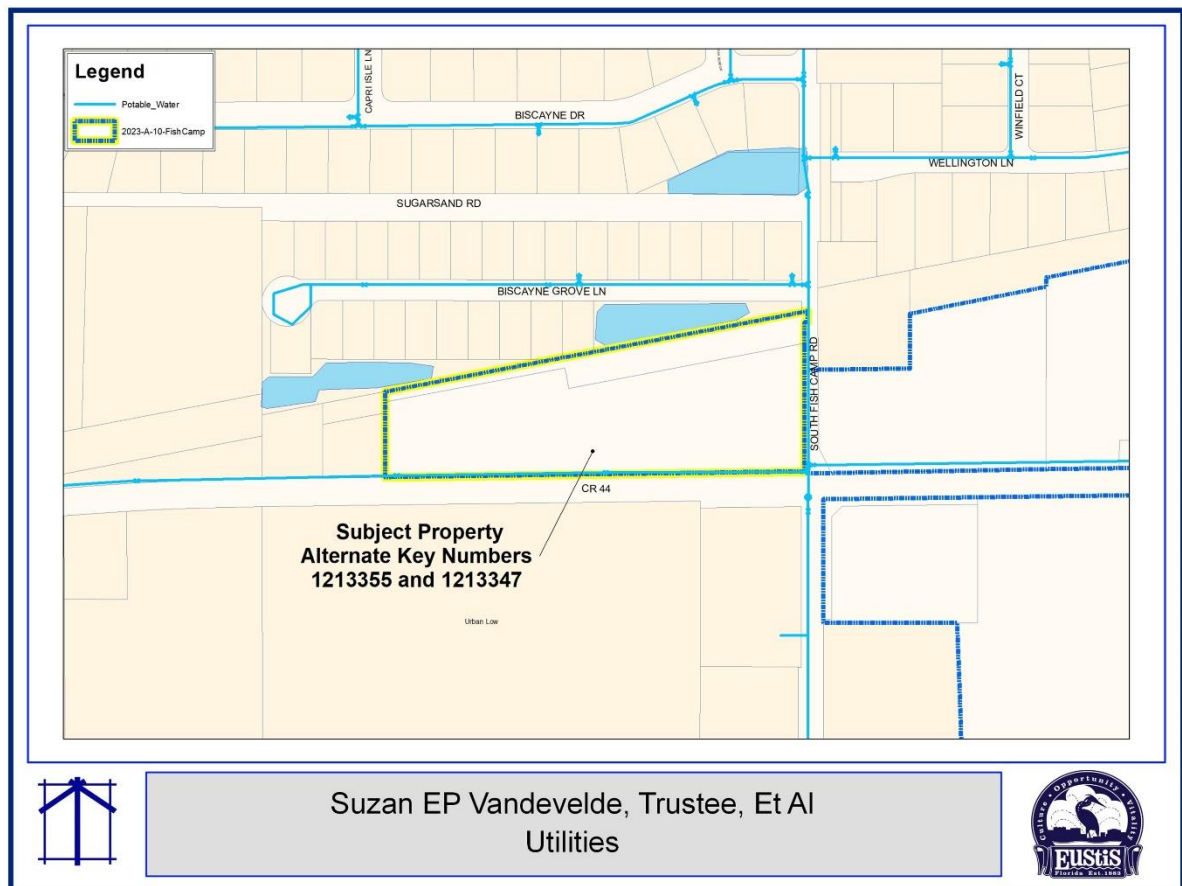 Legend
Potable_Water
2023-A-10-FishCamp
CAPRI ISLE LN
BISCAYNE DR
WINFIELD CT
WELLINGTON LN
SUGARSAND RD
BISCAYNE GROVE LN
SOUTH FISH CAMP RD
CR 44
Subject Property
Alternate Key Numbers
1213355 and 1213347
Urban Low
Suzan EP Vandevelde, Trustee, Et Al
Utilities
Culture • Opportunity • Vitality
EUSTiS
Florida Est.1883